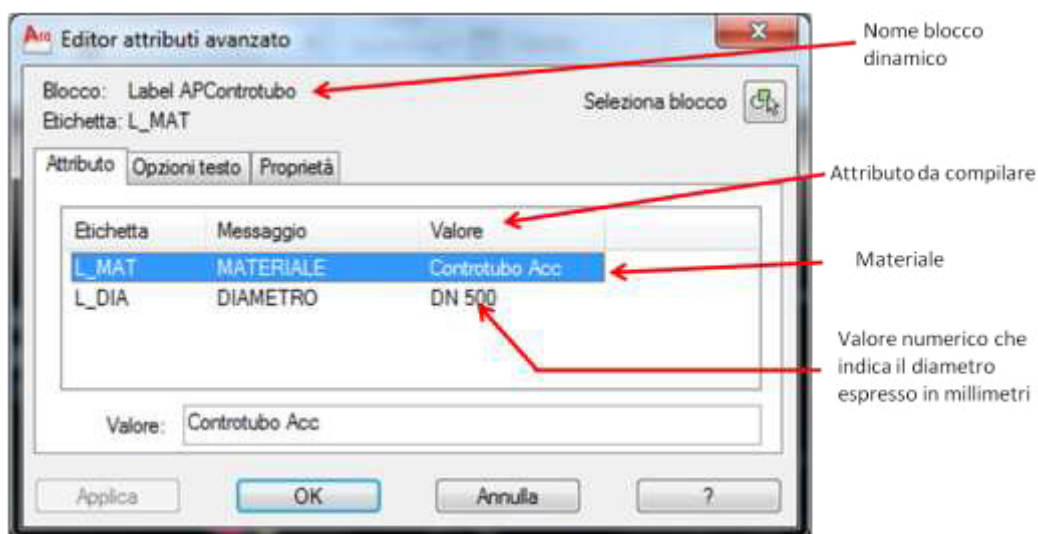 Editor attributi avanzato
Nome blocco
dinamico
Blocco: Label APControtubo
Seleziona blocco
Etichetta: L_MAT
Attributo Opzioni testo Proprietà
Attributo da compilare
Etichetta Messaggio Valore
L_MAT MATERIALE Controtubo Acc
Materiale
L_DIA DIAMETRO DN 500
Valore numerico che
indica il diametro
espresso in millimetri
Valore: Controtubo Acc
Applica OK Annulla ?